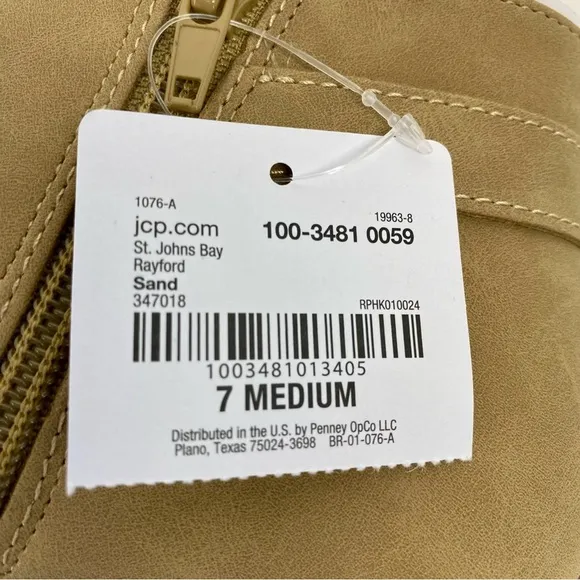 1076-A
19963-8
jcp.com
100-3481 0059
St. Johns Bay
Rayford
Sand
347018
RPHK010024
1003481013405
7 MEDIUM
Distributed in the U.S. by Penney OpCo LLC
Plano, Texas 75024-3698 BR-01-076-A